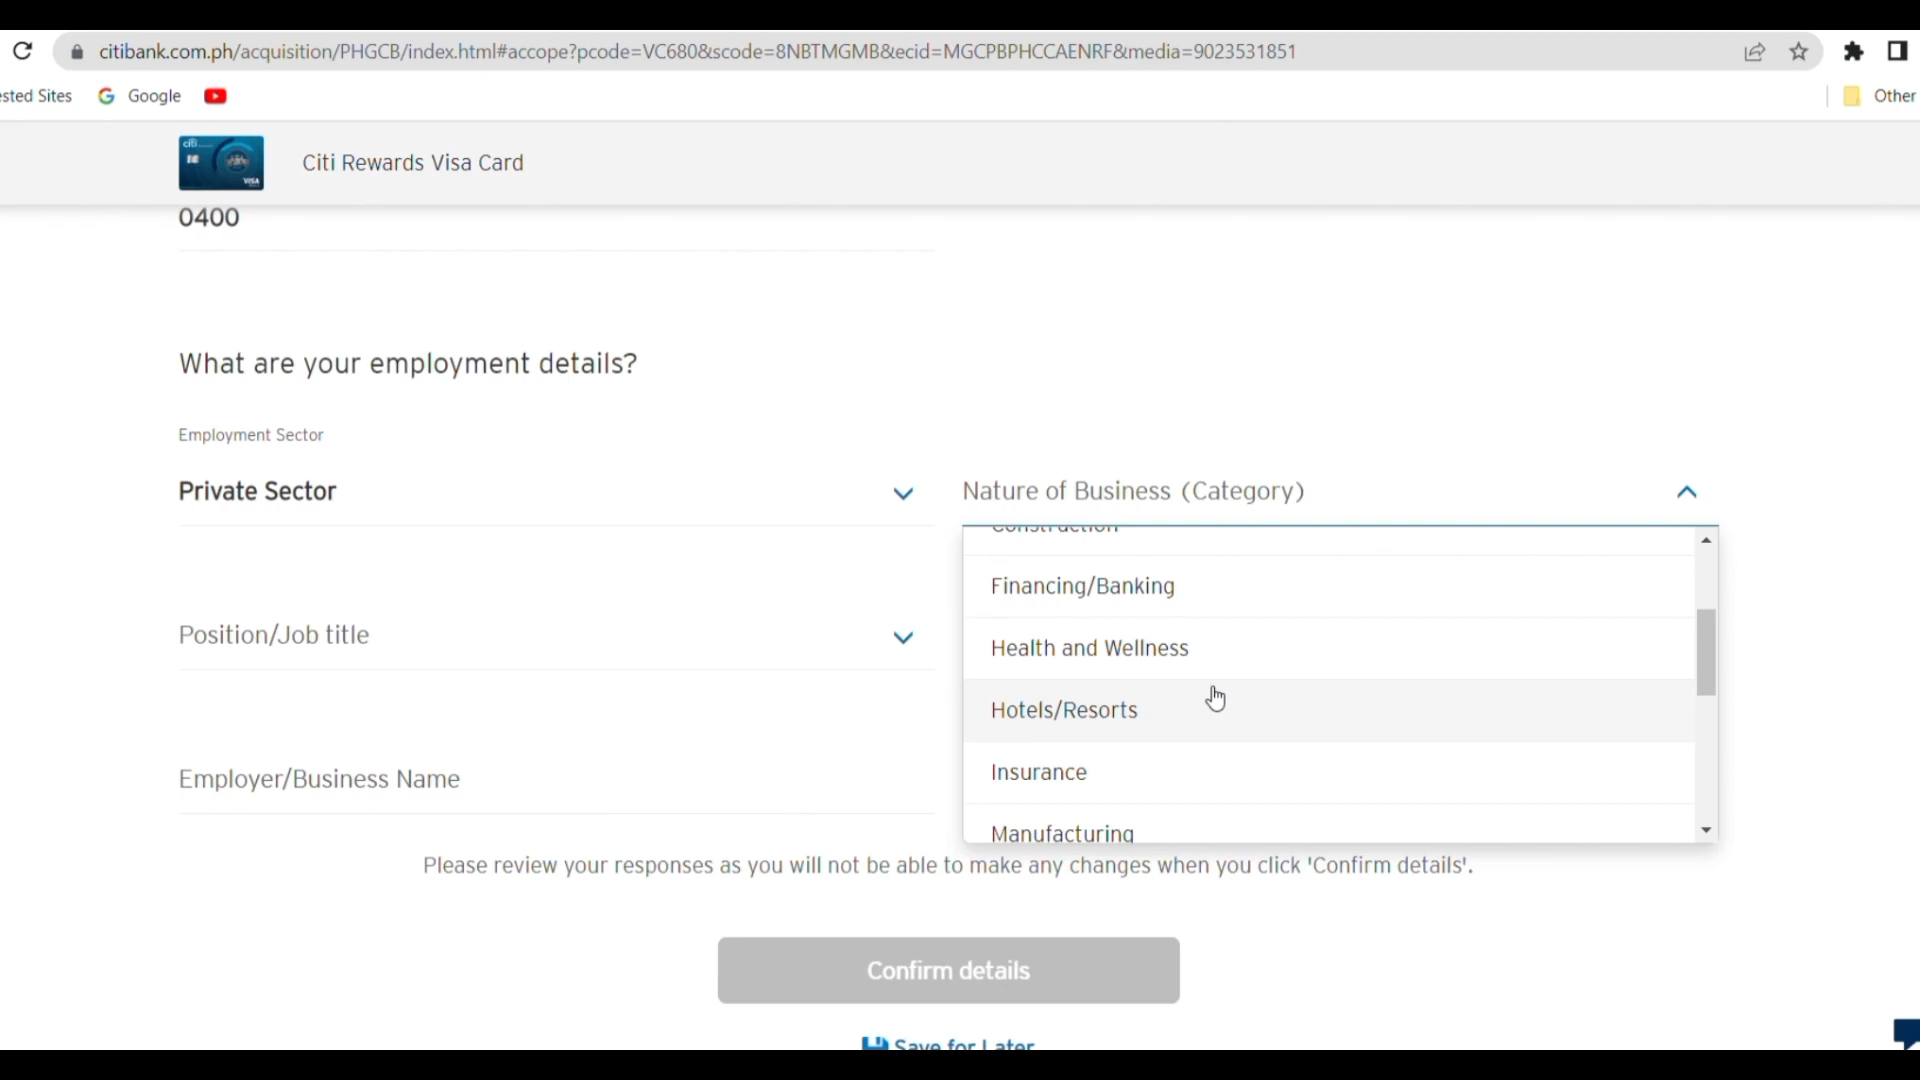 citibank.com.ph/acquisition/PHGCB/index.html#accope?pcode=VC680&scode=8NBTMGMB&ecid=MGCPBPHCCAENRF&media=9023531851
ested Sites Google Other
citi
VISA
Citi Rewards Visa Card
0400
What are your employment details?
Employment Sector
Private Sector
Nature of Business (Category)
Construction
Financing/Banking
Health and Wellness
Position/Job title
Hotels/Resorts
Insurance
Employer/Business Name
Manufacturing
Please review your responses as you will not be able to make any changes when you click 'Confirm details'.
Confirm details
Save for Later